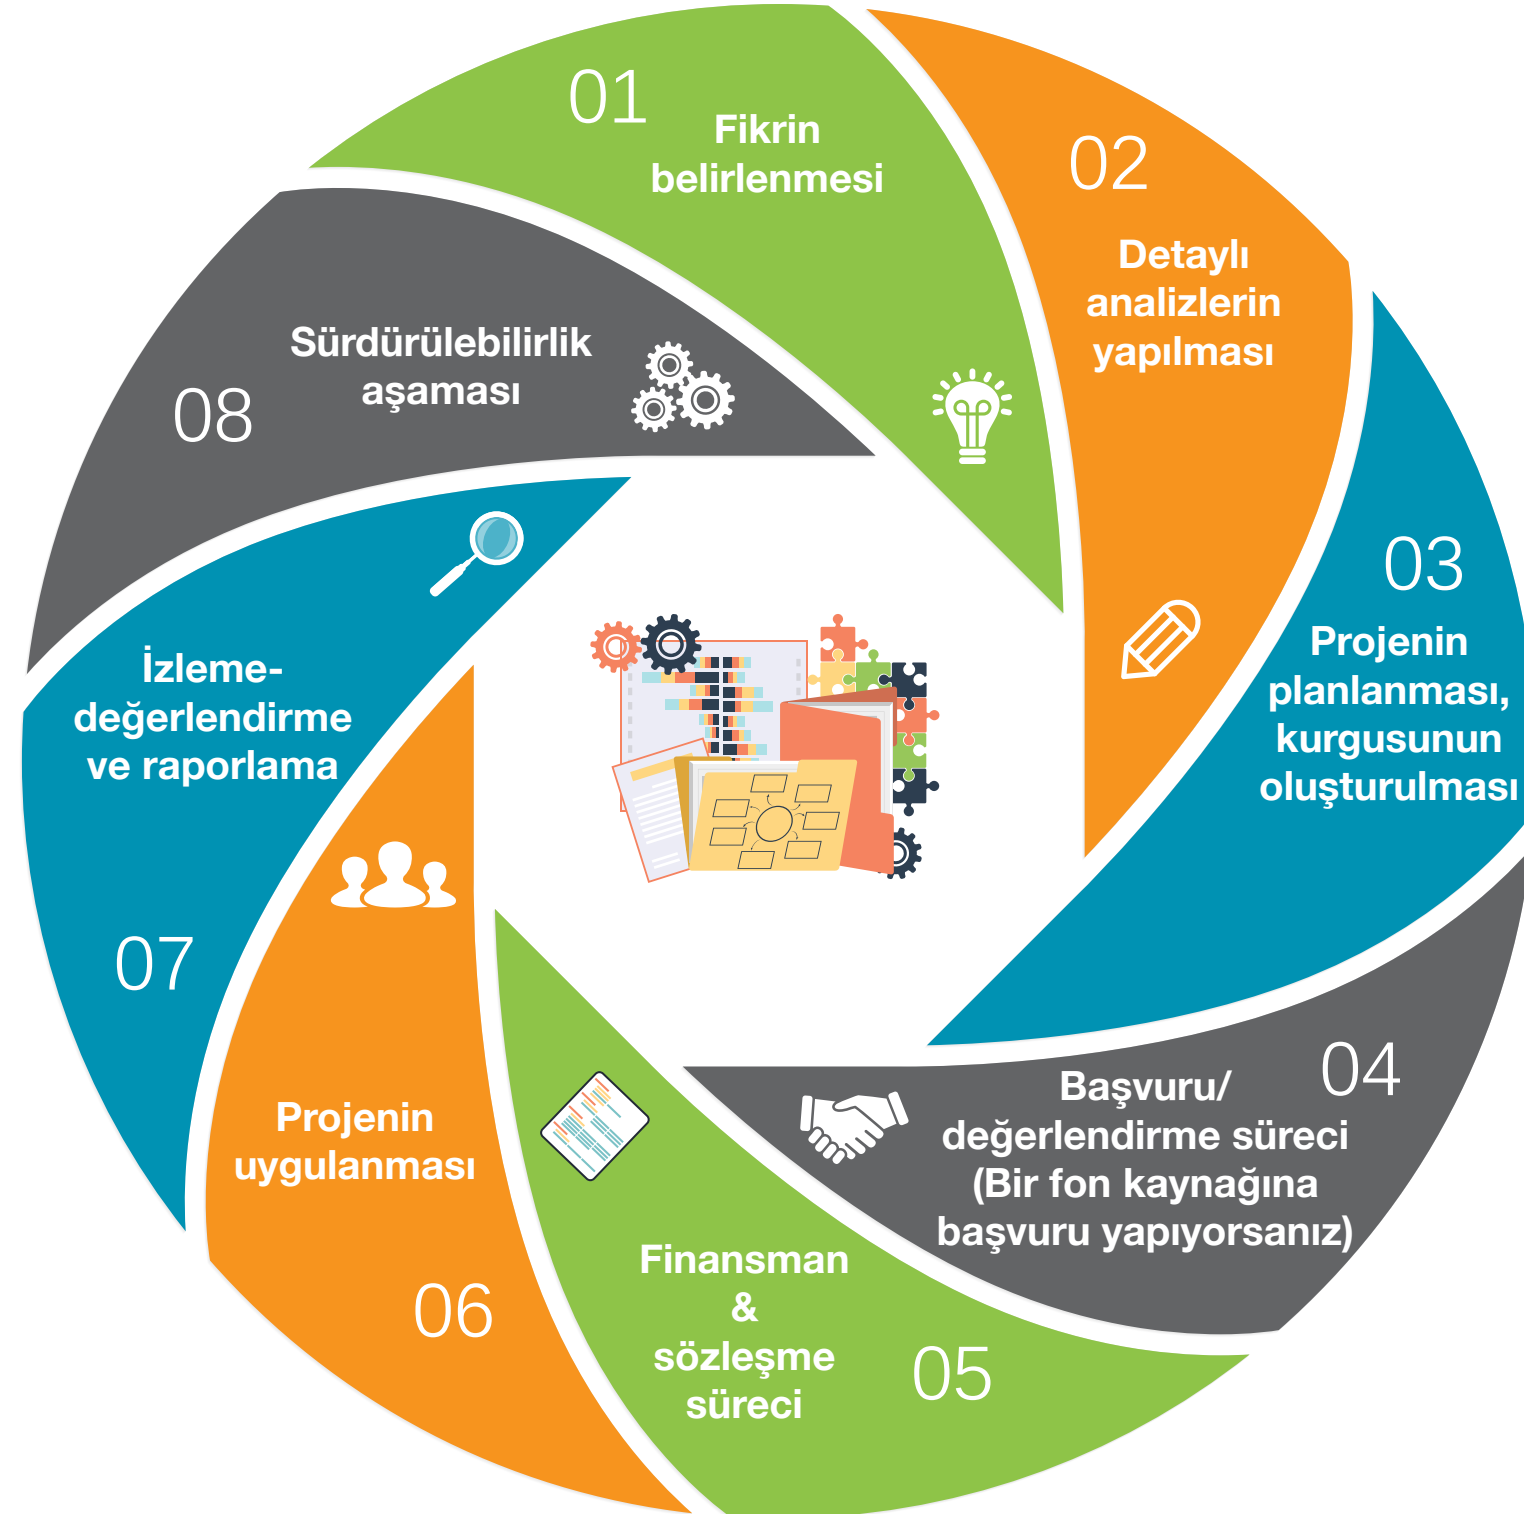 01
Fikrin
belirlenmesi
02
Detaylı
analizlerin
yapılması
03
Projenin
planlanması,
kurgusunun
oluşturulması
04
Başvuru/
değerlendirme süreci
(Bir fon kaynağına
başvuru yapıyorsanız)
05
Finansman
&
sözleşme
süreci
06
Projenin
uygulanması
07
İzleme-
değerlendirme
ve raporlama
08
Sürdürülebilirlik
aşaması